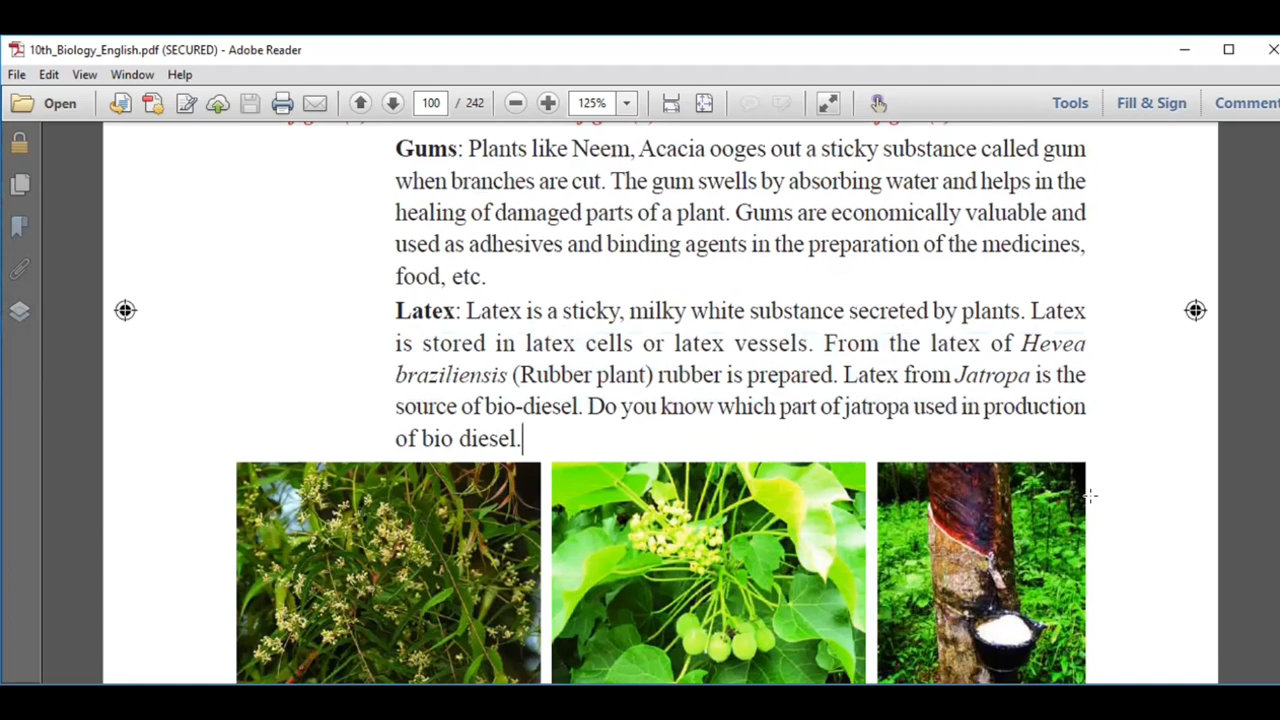 10th_Biology_English.pdf (SECURED) - Adobe Reader
File Edit View Window Help
Open 100 / 242 125% Tools Fill & Sign Comment
Gums: Plants like Neem, Acacia ooges out a sticky substance called gum
when branches are cut. The gum swells by absorbing water and helps in the
healing of damaged parts of a plant. Gums are economically valuable and
used as adhesives and binding agents in the preparation of the medicines,
food, etc.
Latex: Latex is a sticky, milky white substance secreted by plants. Latex
is stored in latex cells or latex vessels. From the latex of Hevea
braziliensis (Rubber plant) rubber is prepared. Latex from Jatropa is the
source of bio-diesel. Do you know which part of jatropa used in production
of bio diesel.